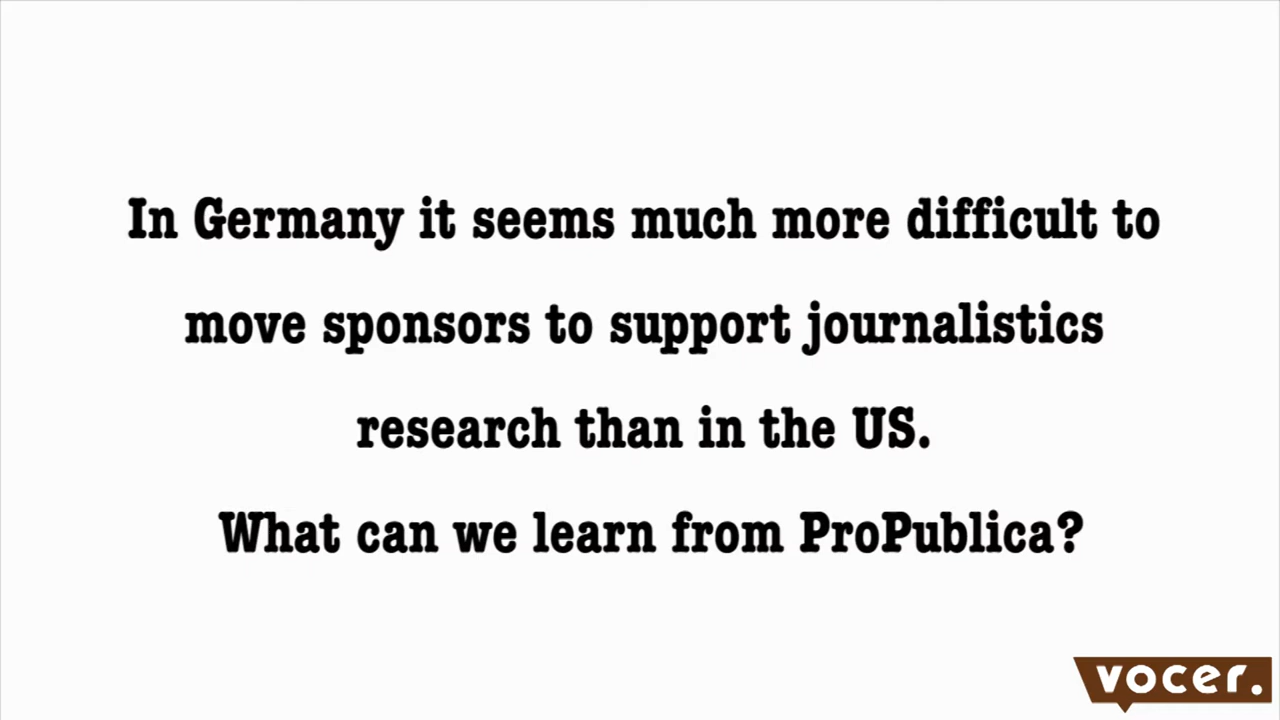 In Germany it seems much more difficult to
move sponsors to support journalistics
research than in the US.
What can we learn from ProPublica?
vocer.